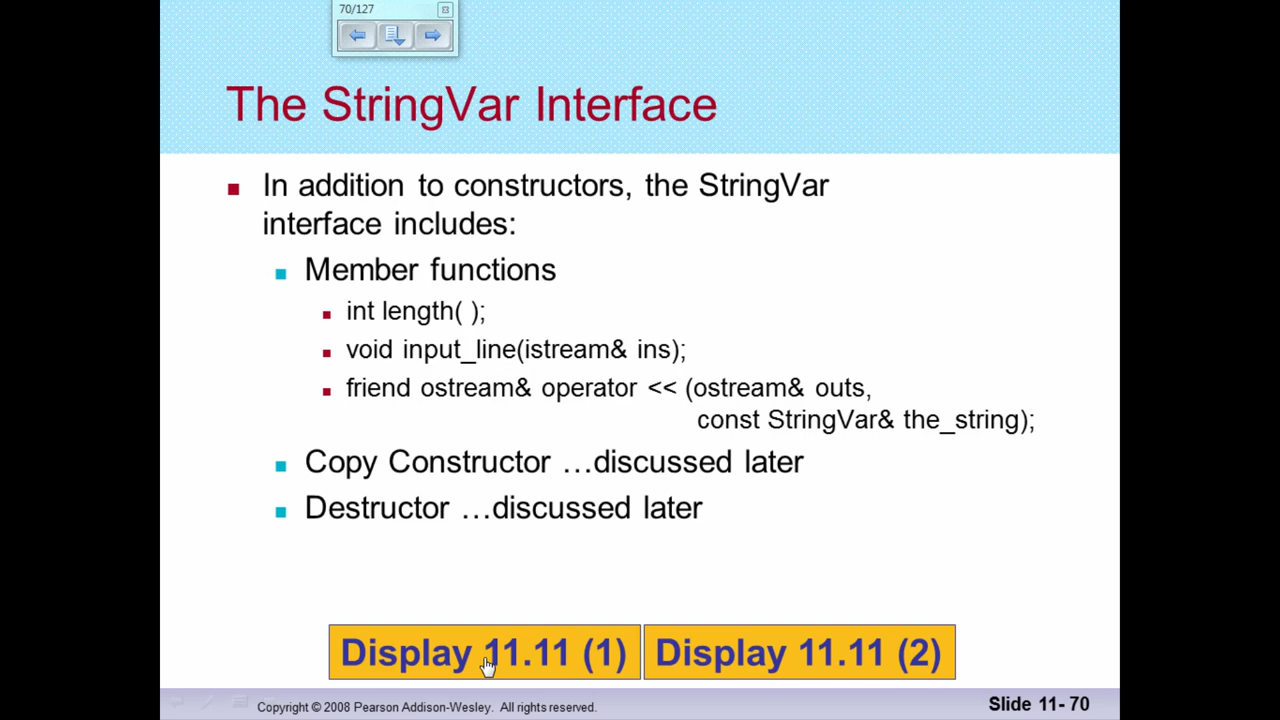 70/127
The StringVar Interface
In addition to constructors, the StringVar
interface includes:
Member functions
int length( );
void input_line(istream& ins);
friend ostream& operator << (ostream& outs,
const StringVar& the_string);
Copy Constructor …discussed later
Destructor …discussed later
Display 11.11 (1)
Display 11.11 (2)
Copyright © 2008 Pearson Addison-Wesley. All rights reserved.
Slide 11- 70